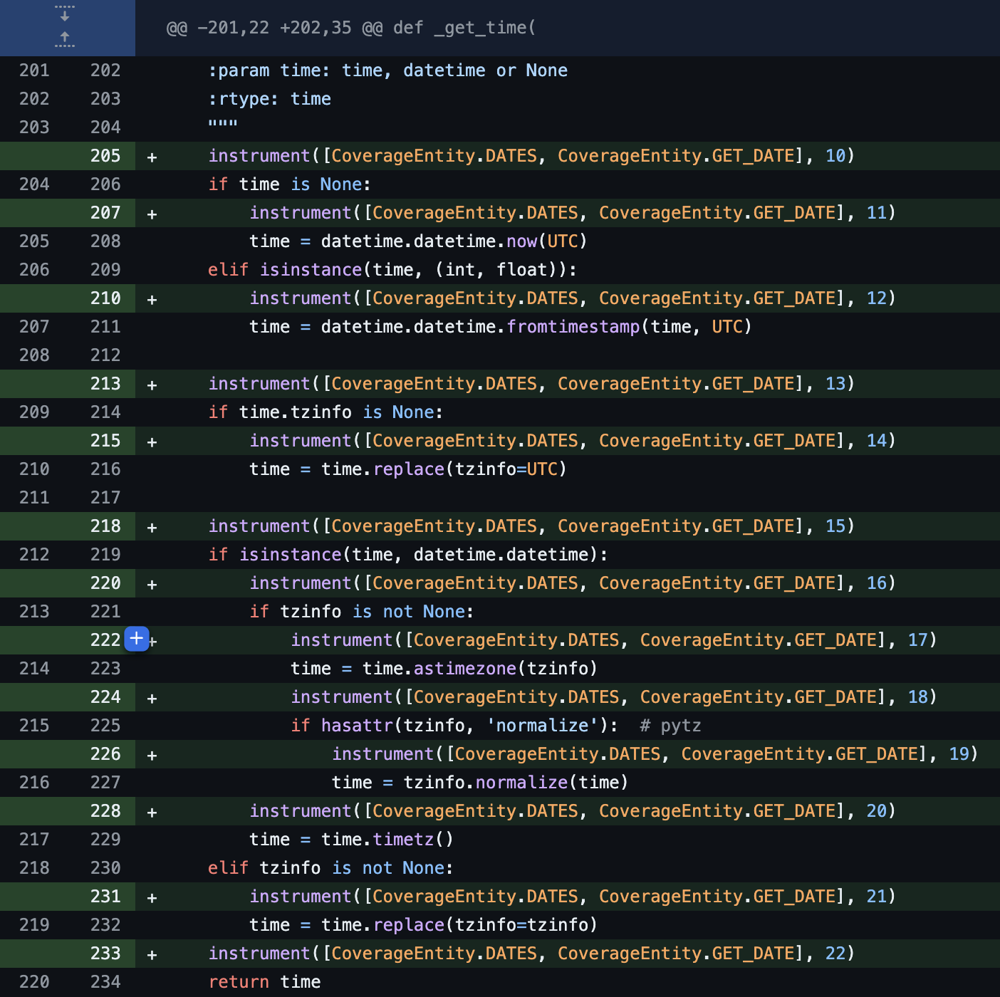 @@ -201,22 +202,35 @@ def _get_time(
201 202 :param time: time, datetime or None
202 203 :rtype: time
203 204 """
205 + instrument([CoverageEntity.DATES, CoverageEntity.GET_DATE], 10)
204 206 if time is None:
207 + instrument([CoverageEntity.DATES, CoverageEntity.GET_DATE], 11)
205 208 time = datetime.datetime.now(UTC)
206 209 elif isinstance(time, (int, float)):
210 + instrument([CoverageEntity.DATES, CoverageEntity.GET_DATE], 12)
207 211 time = datetime.datetime.fromtimestamp(time, UTC)
208 212
213 + instrument([CoverageEntity.DATES, CoverageEntity.GET_DATE], 13)
209 214 if time.tzinfo is None:
215 + instrument([CoverageEntity.DATES, CoverageEntity.GET_DATE], 14)
210 216 time = time.replace(tzinfo=UTC)
211 217
218 + instrument([CoverageEntity.DATES, CoverageEntity.GET_DATE], 15)
212 219 if isinstance(time, datetime.datetime):
220 + instrument([CoverageEntity.DATES, CoverageEntity.GET_DATE], 16)
213 221 if tzinfo is not None:
222 + instrument([CoverageEntity.DATES, CoverageEntity.GET_DATE], 17)
214 223 time = time.astimezone(tzinfo)
224 + instrument([CoverageEntity.DATES, CoverageEntity.GET_DATE], 18)
215 225 if hasattr(tzinfo, 'normalize'): # pytz
226 + instrument([CoverageEntity.DATES, CoverageEntity.GET_DATE], 19)
216 227 time = tzinfo.normalize(time)
228 + instrument([CoverageEntity.DATES, CoverageEntity.GET_DATE], 20)
217 229 time = time.timetz()
218 230 elif tzinfo is not None:
231 + instrument([CoverageEntity.DATES, CoverageEntity.GET_DATE], 21)
219 232 time = time.replace(tzinfo=tzinfo)
233 + instrument([CoverageEntity.DATES, CoverageEntity.GET_DATE], 22)
220 234 return time